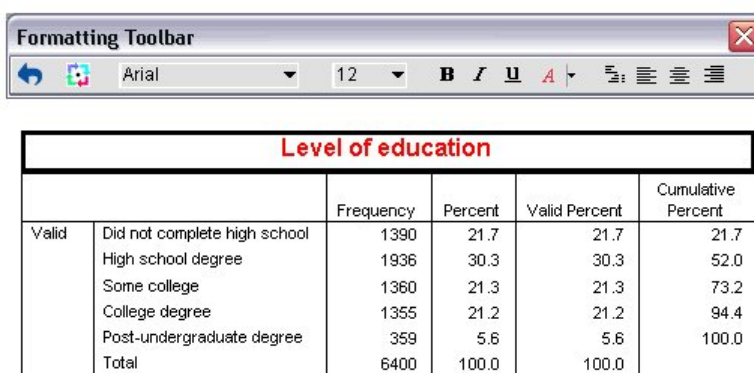 Formatting Toolbar
Arial 12 B I U A
Level of education
Frequency Percent Valid Percent Cumulative Percent
Valid Did not complete high school 1390 21.7 21.7 21.7
High school degree 1936 30.3 30.3 52.0
Some college 1360 21.3 21.3 73.2
College degree 1355 21.2 21.2 94.4
Post-undergraduate degree 359 5.6 5.6 100.0
Total 6400 100.0 100.0